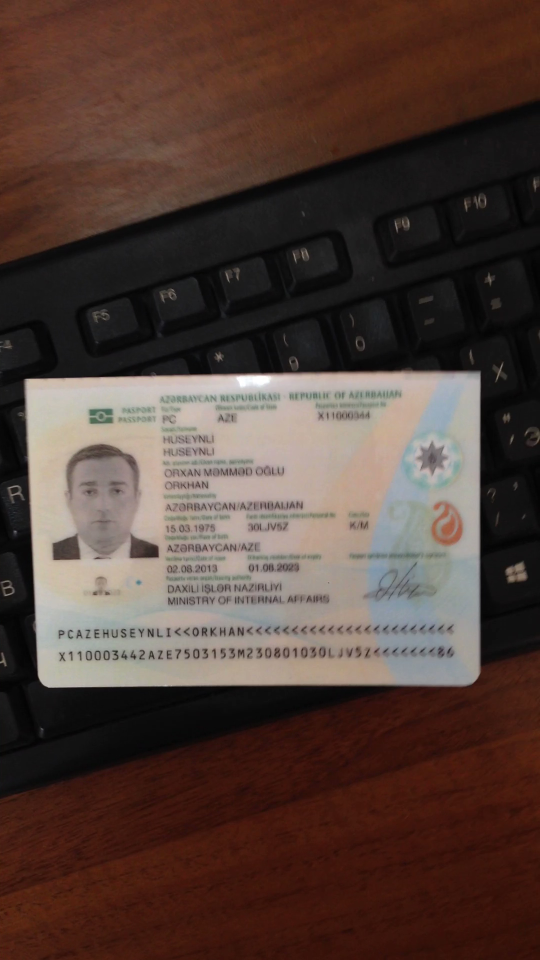 F9 F10
F5 F6 F7 F8
* ( 9 ) 0 - + =
X
R
B
AZƏRBAYCAN RESPUBLİKASI · REPUBLIC OF AZERBAIJAN
PASPORT
PASSPORT
PC AZE X11000344
HUSEYNLİ
HUSEYNLI
ORXAN MƏMMƏD OĞLU
ORKHAN
AZƏRBAYCAN/AZERBAIJAN
15.03.1975 30LJV5Z K/M
AZƏRBAYCAN/AZE
02.08.2013 01.08.2023
DAXİLİ İŞLƏR NAZİRLİYİ
MINISTRY OF INTERNAL AFFAIRS
PCAZEHUSEYNLI<<ORKHAN<<<<<<<<<<<<<<<<<<<<<<<
X110003442AZE7503153M230801030LJV5Z<<<<<<<86